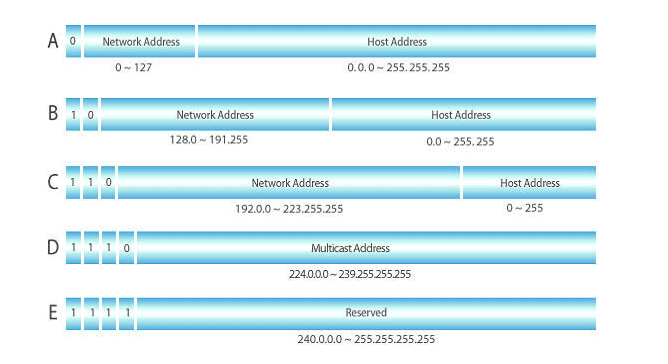 A 0 Network Address Host Address
0 ~ 127 0.0.0 ~ 255.255.255
B 1 0 Network Address Host Address
128.0 ~ 191.255 0.0 ~ 255.255
C 1 1 0 Network Address Host Address
192.0.0 ~ 223.255.255 0 ~ 255
D 1 1 1 0 Multicast Address
224.0.0.0 ~ 239.255.255.255
E 1 1 1 1 Reserved
240.0.0.0 ~ 255.255.255.255